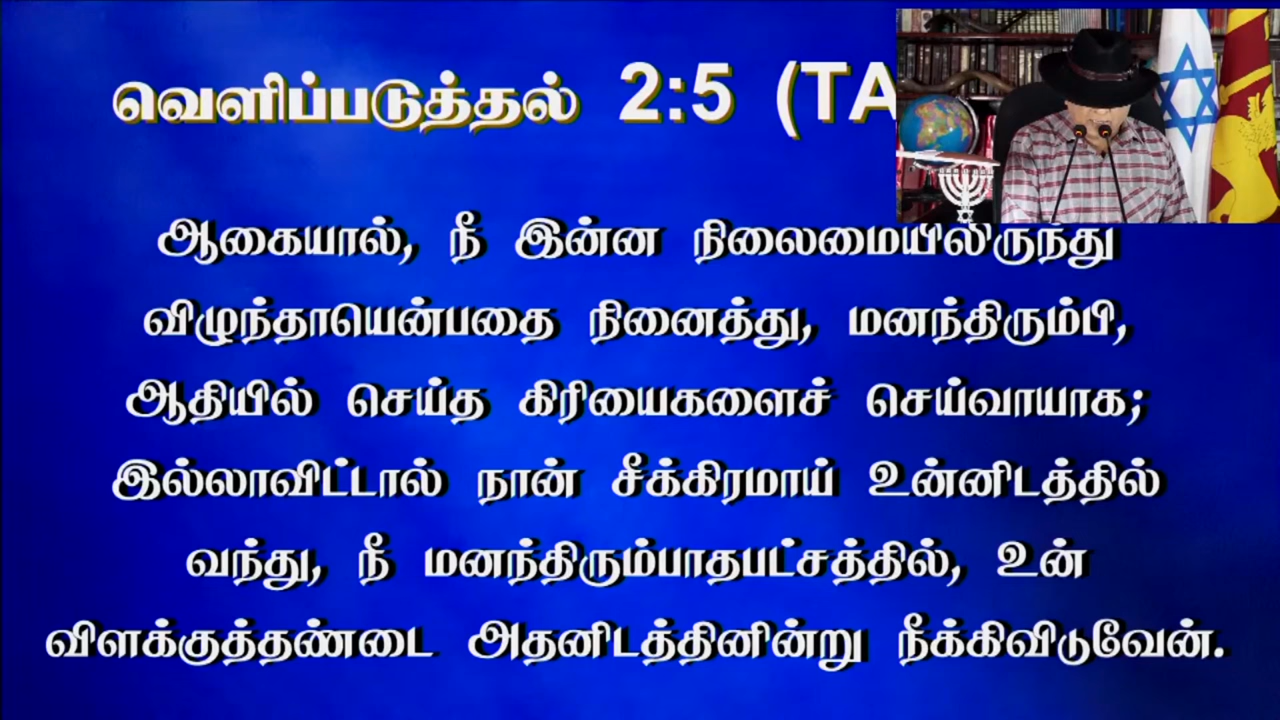 வெளிப்படுத்தல் 2:5 (TA
ஆகையால், நீ இன்ன நிலைமையிலிருந்து
விழுந்தாயென்பதை நினைத்து, மனந்திரும்பி,
ஆதியில் செய்த கிரியைகளைச் செய்வாயாக;
இல்லாவிட்டால் நான் சீக்கிரமாய் உன்னிடத்தில்
வந்து, நீ மனந்திரும்பாதபட்சத்தில், உன்
விளக்குத்தண்டை அதனிடத்தினின்று நீக்கிவிடுவேன்.